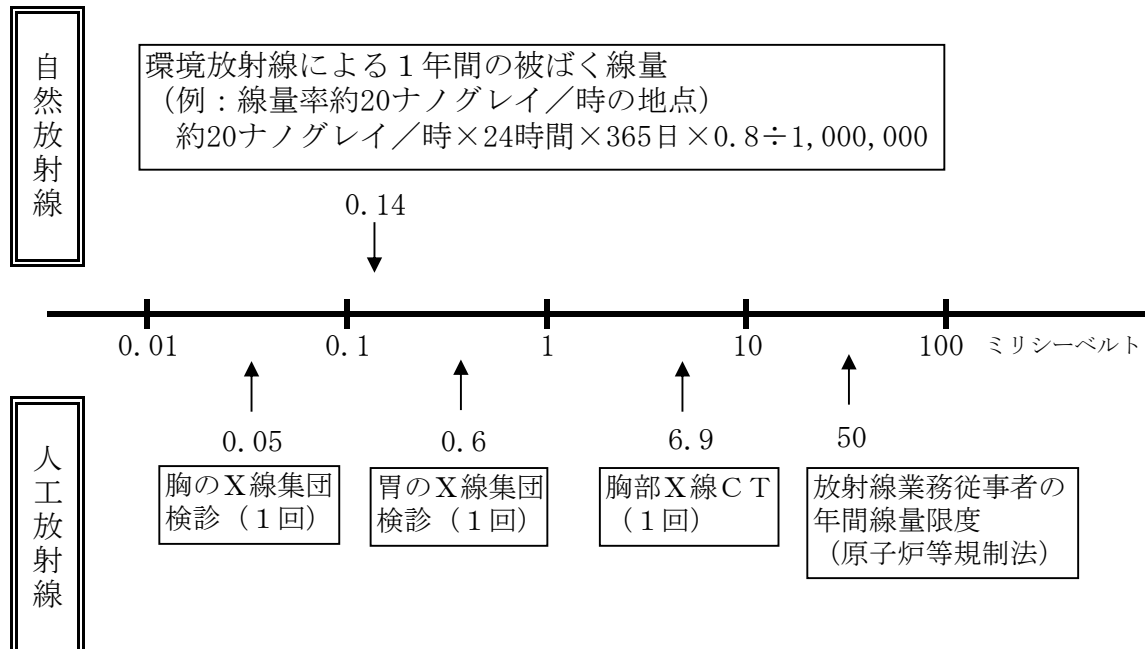 自然放射線
環境放射線による１年間の被ばく線量
（例：線量率約20ナノグレイ／時の地点）
約20ナノグレイ／時×24時間×365日×0.8÷1,000,000
0.14
0.01 0.1 1 10 100 ミリシーベルト
人工放射線
0.05 0.6 6.9 50
胸のＸ線集団
検診（１回）
胃のＸ線集団
検診（１回）
胸部Ｘ線ＣＴ
（１回）
放射線業務従事者の
年間線量限度
（原子炉等規制法）